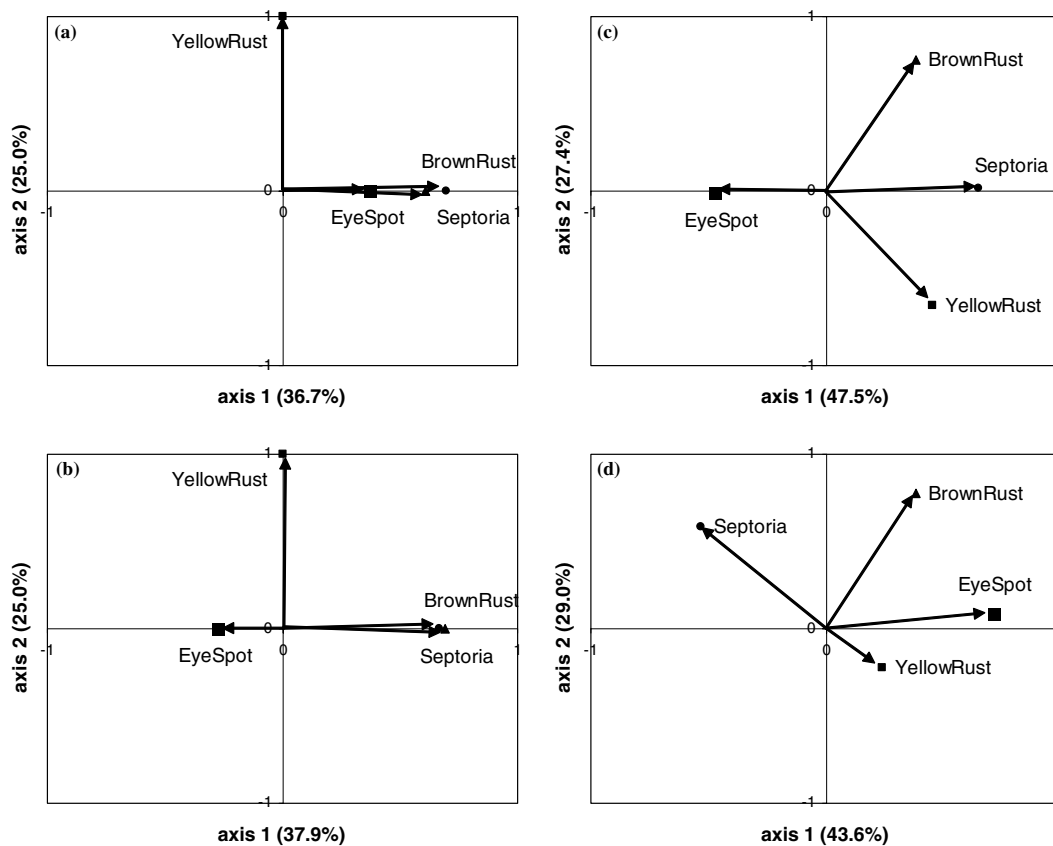 (a)
1
YellowRust
BrownRust
0
-1
0
1
EyeSpot
Septoria
-1
axis 2 (25.0%)
axis 1 (36.7%)
(c)
1
BrownRust
Septoria
0
-1
0
EyeSpot
YellowRust
-1
axis 2 (27.4%)
axis 1 (47.5%)
(b)
1
YellowRust
BrownRust
0
-1
0
1
EyeSpot
Septoria
-1
axis 2 (25.0%)
axis 1 (37.9%)
(d)
1
BrownRust
Septoria
EyeSpot
0
-1
0
YellowRust
-1
axis 2 (29.0%)
axis 1 (43.6%)